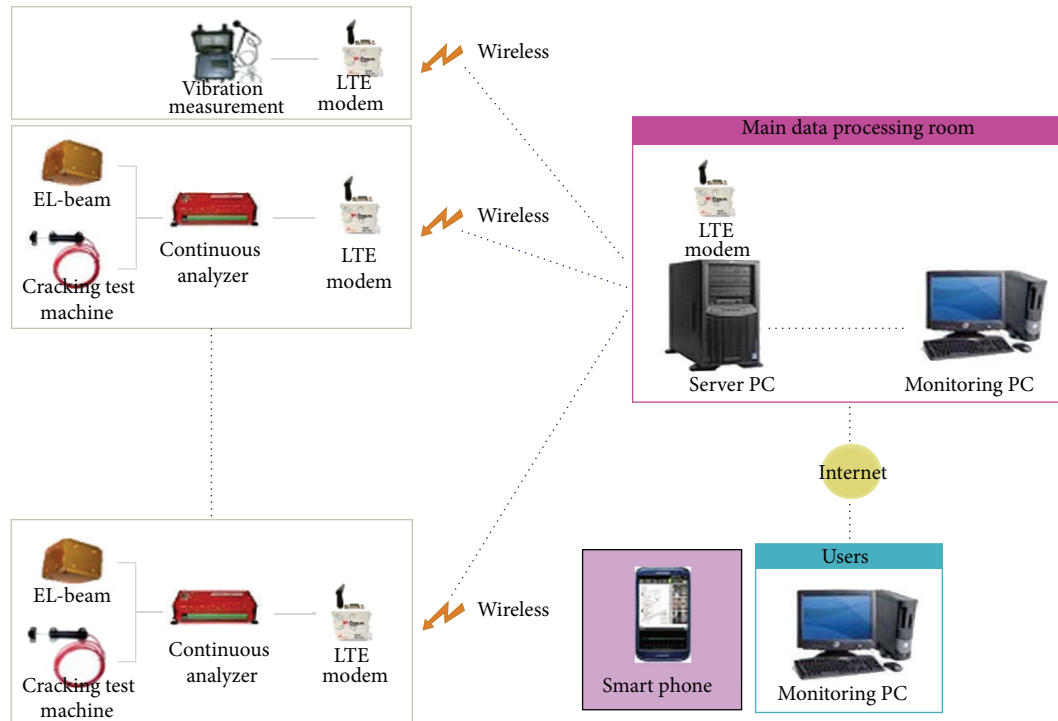 Vibration
measurement
LTE
modem
Wireless
EL-beam
Cracking test
machine
Continuous
analyzer
LTE
modem
Wireless
Main data processing room
LTE
modem
Server PC
Monitoring PC
Internet
EL-beam
Cracking test
machine
Continuous
analyzer
LTE
modem
Wireless
Smart phone
Users
Monitoring PC